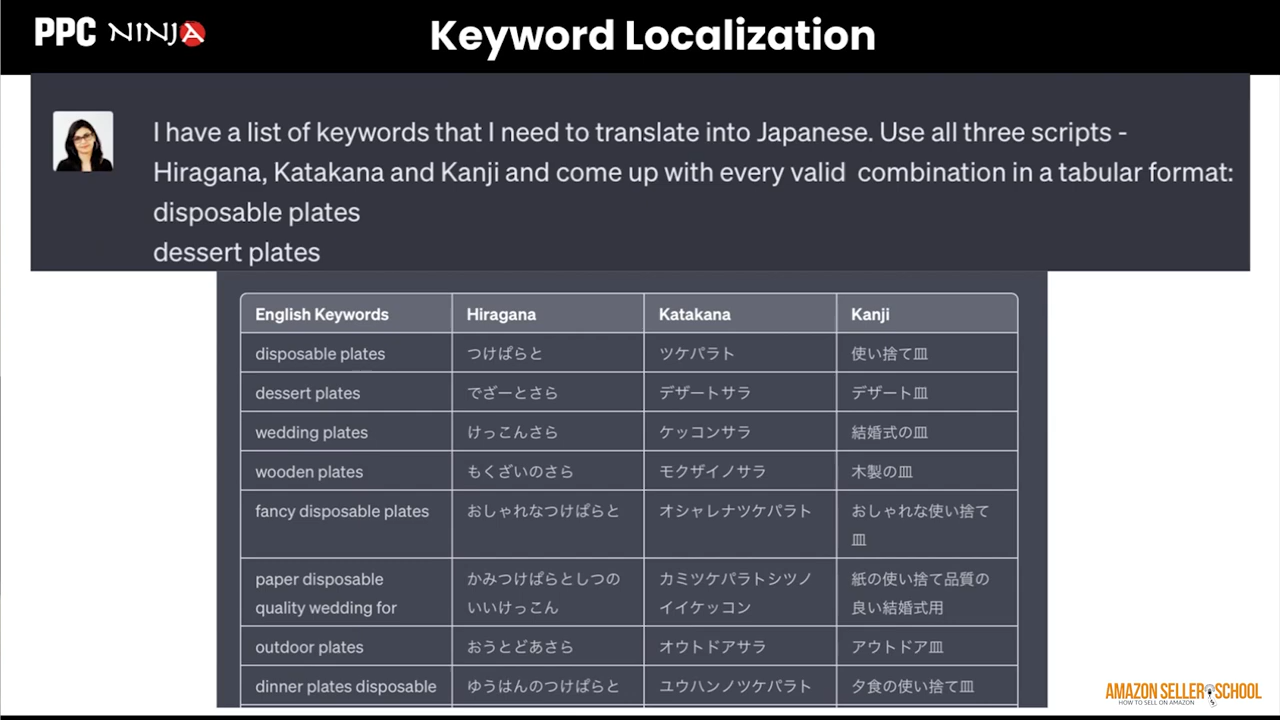 PPC NINJA
Keyword Localization
I have a list of keywords that I need to translate into Japanese. Use all three scripts -
Hiragana, Katakana and Kanji and come up with every valid combination in a tabular format:
disposable plates
dessert plates
English Keywords Hiragana Katakana Kanji
disposable plates つけぱらと ツケパラト 使い捨て皿
dessert plates でざーとさら デザートサラ デザート皿
wedding plates けっこんさら ケッコンサラ 結婚式の皿
wooden plates もくざいのさら モクザイノサラ 木製の皿
fancy disposable plates おしゃれなつけぱらと オシャレナツケパラト おしゃれな使い捨て
皿
paper disposable かみつけぱらとしつの カミツケパラトシツノ 紙の使い捨て品質の
quality wedding for いいけっこん イイケッコン 良い結婚式用
outdoor plates おうとどあさら オウトドアサラ アウトドア皿
dinner plates disposable ゆうはんのつけぱらと ユウハンノツケパラト 夕食の使い捨て皿
AMAZON SELLER SCHOOL
HOW TO SELL ON AMAZON